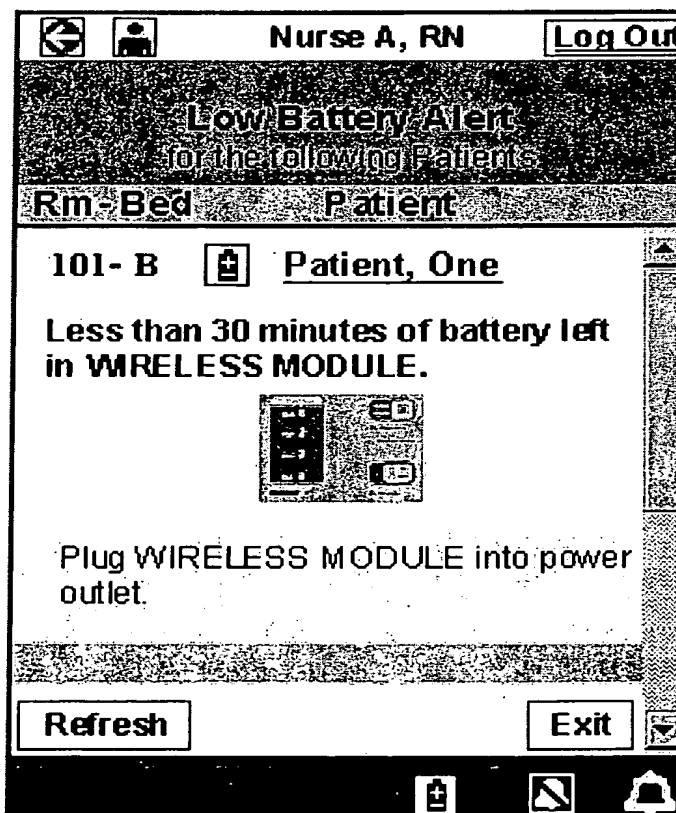 Nurse A, RN Log Out
Low Battery Alert
for the following Patients
Rm-Bed Patient
101- B Patient, One
Less than 30 minutes of battery left
in WIRELESS MODULE.
Plug WIRELESS MODULE into power
outlet.
Refresh Exit